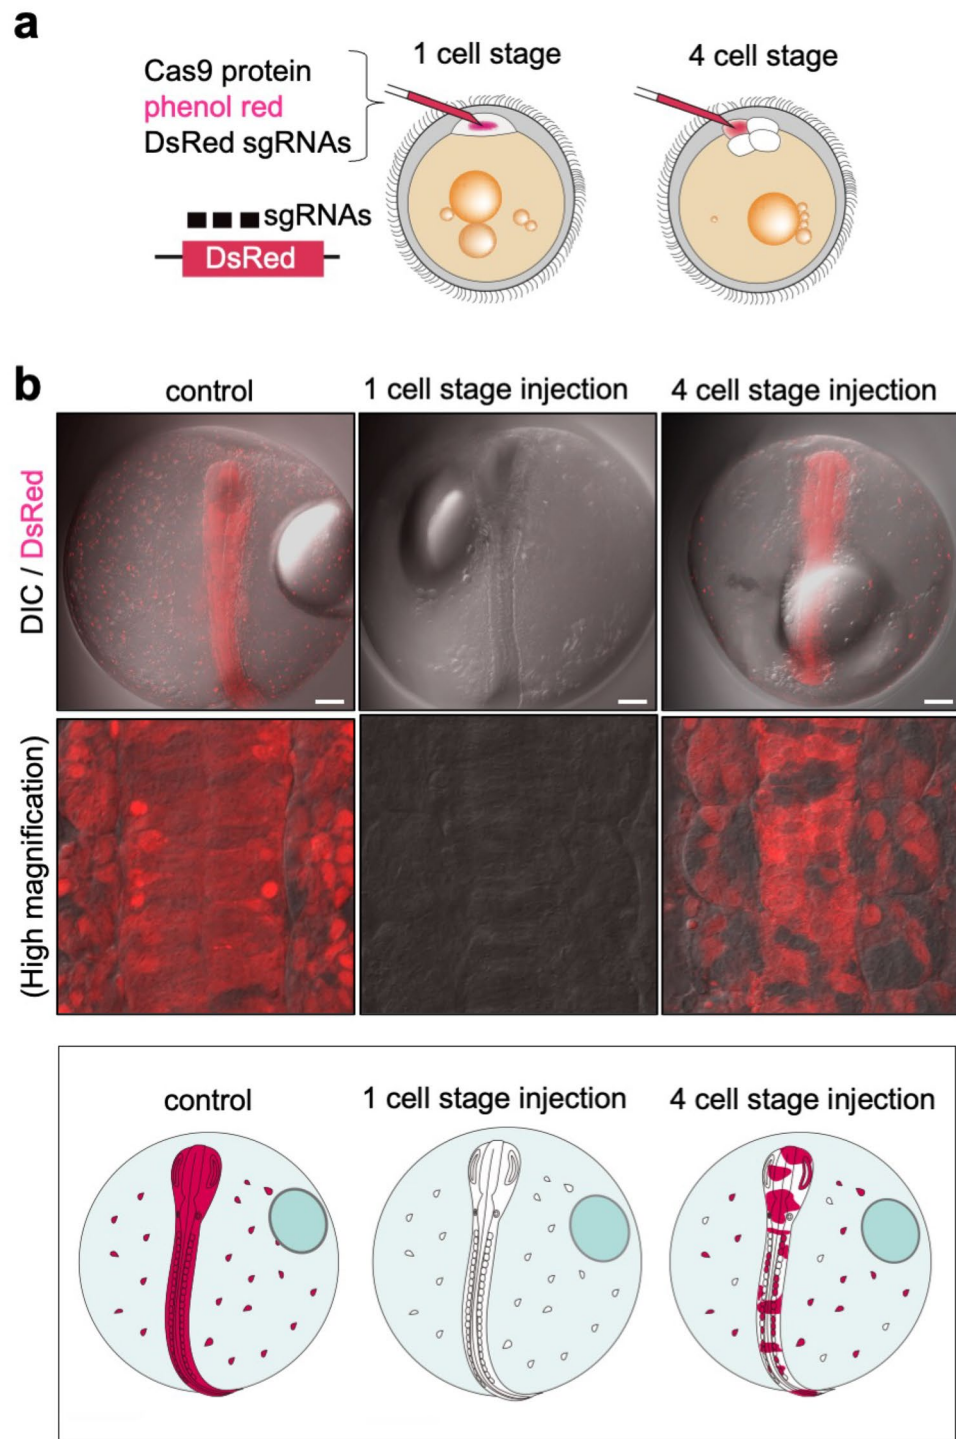 a
1 cell stage
4 cell stage
Cas9 protein
phenol red
DsRed sgRNAs
sgRNAs
DsRed
b
control
1 cell stage injection
4 cell stage injection
DIC / DsRed
(High magnification)
control
1 cell stage injection
4 cell stage injection